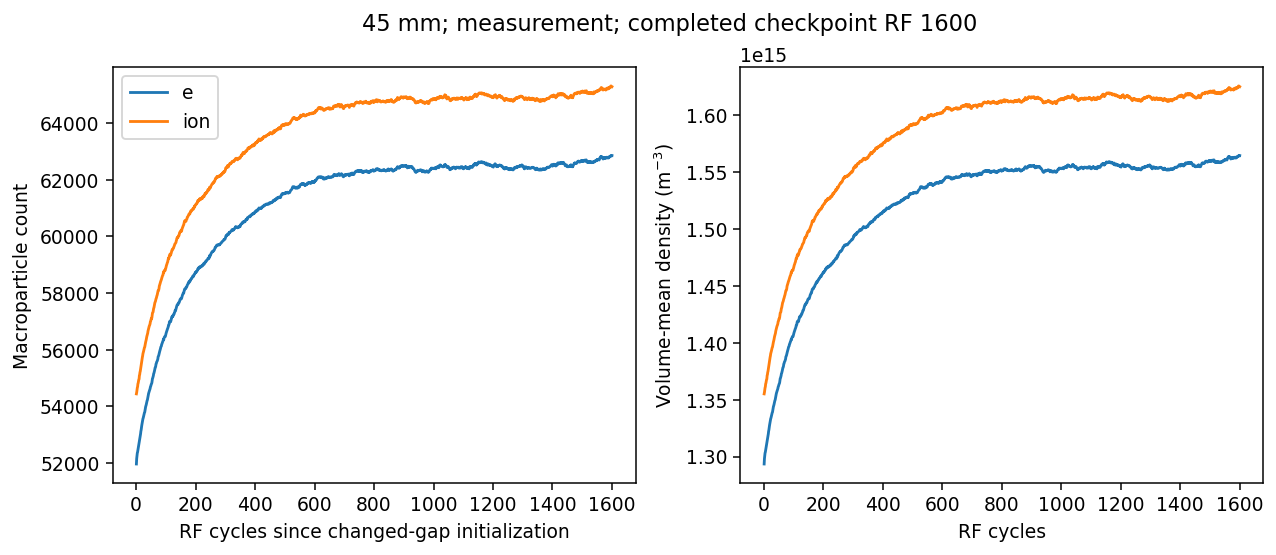 45 mm; measurement; completed checkpoint RF 1600
1e15
e
ion
64000
62000
60000
58000
56000
54000
52000
Macroparticle count
0 200 400 600 800 1000 1200 1400 1600
RF cycles since changed-gap initialization
1.60
1.55
1.50
1.45
1.40
1.35
1.30
Volume-mean density (m⁻³)
0 200 400 600 800 1000 1200 1400 1600
RF cycles